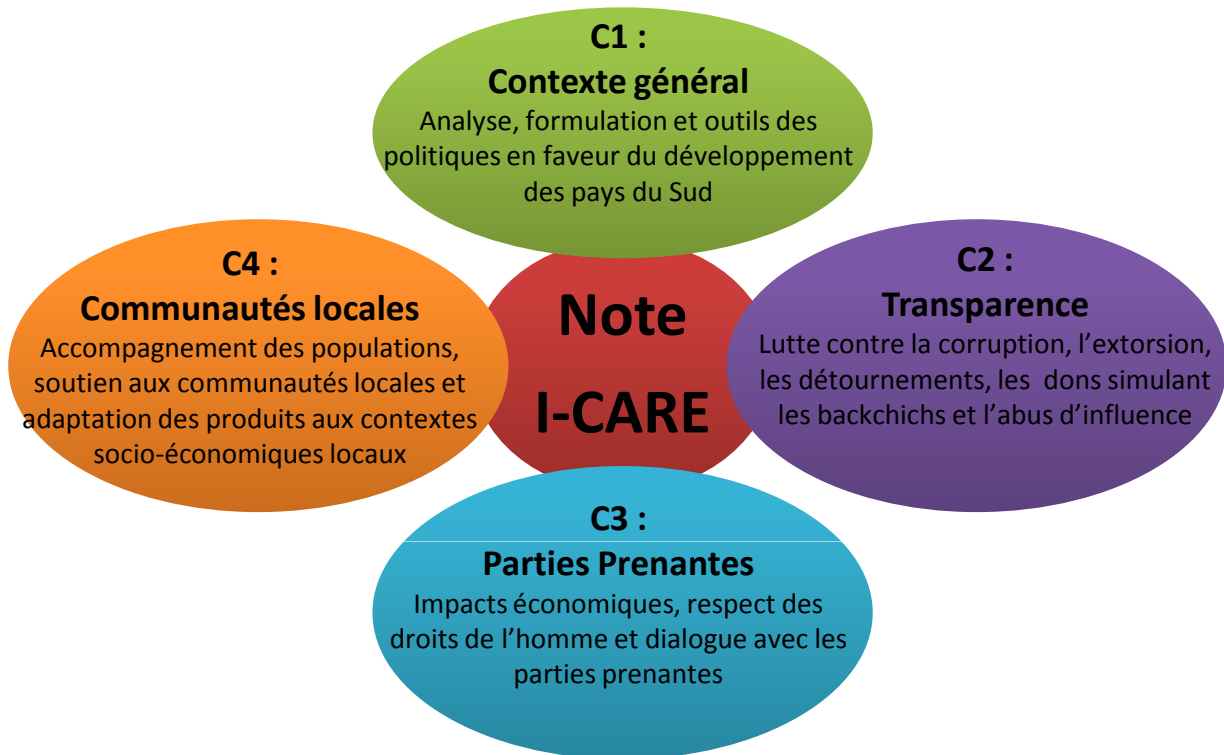 C1 :
Contexte général
Analyse, formulation et outils des
politiques en faveur du développement
des pays du Sud
C4 :
Communautés locales
Accompagnement des populations,
soutien aux communautés locales et
adaptation des produits aux contextes
socio-économiques locaux
Note
I-CARE
C2 :
Transparence
Lutte contre la corruption, l’extorsion,
les détournements, les dons simulant
les backchichs et l’abus d’influence
C3 :
Parties Prenantes
Impacts économiques, respect des
droits de l’homme et dialogue avec les
parties prenantes